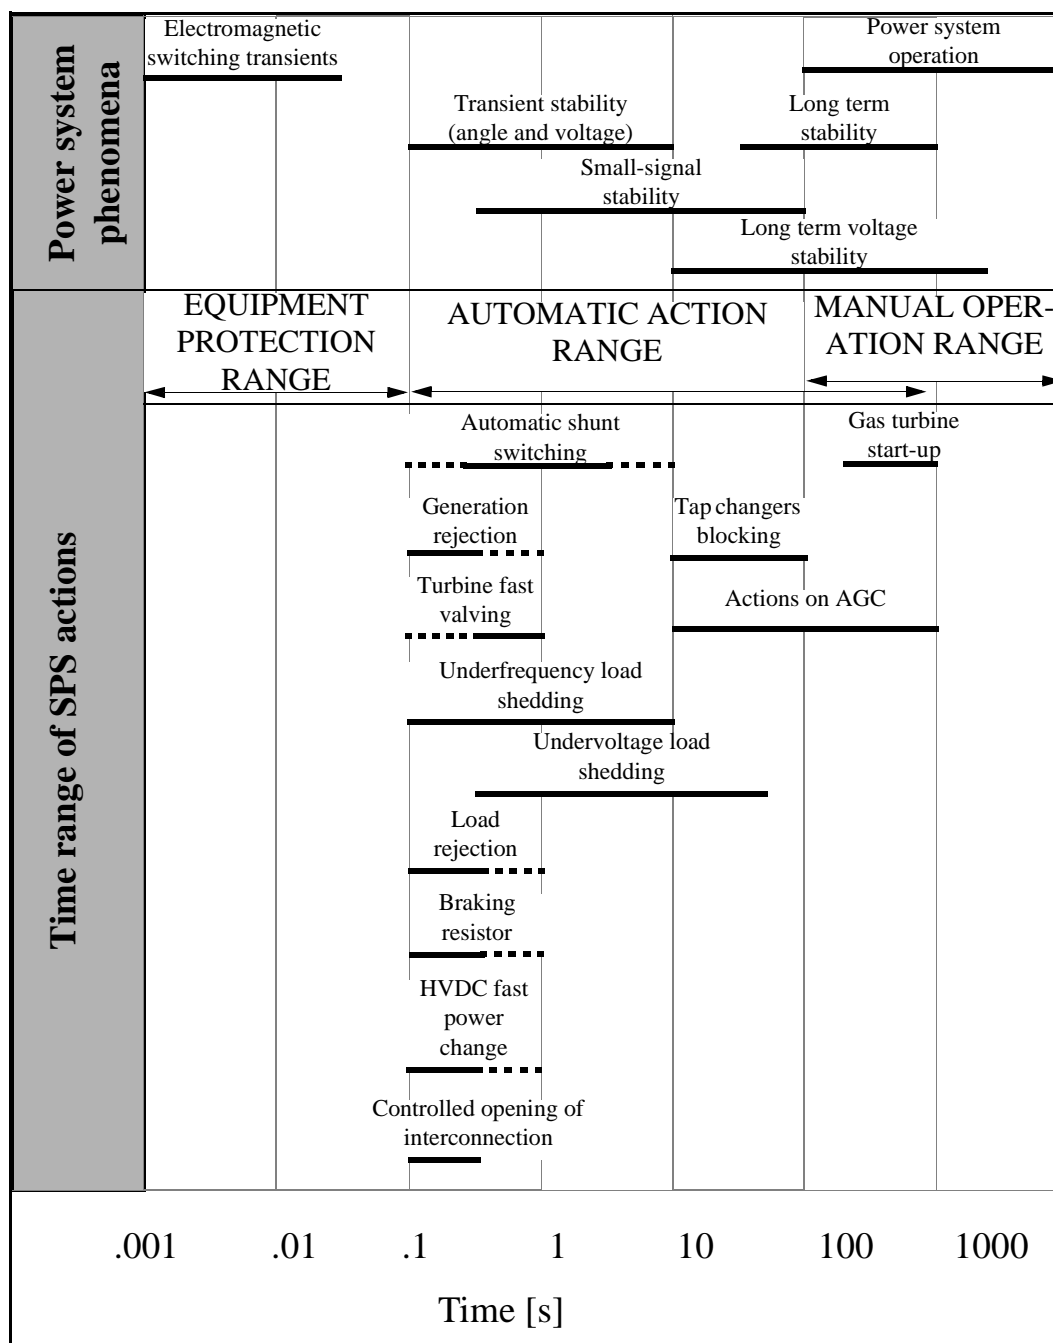 Power system
phenomena
Electromagnetic
switching transients
Power system
operation
Transient stability
(angle and voltage)
Long term
stability
Small-signal
stability
Long term voltage
stability
EQUIPMENT
PROTECTION
RANGE
AUTOMATIC ACTION
RANGE
MANUAL OPER-
ATION RANGE
Time range of SPS actions
Automatic shunt
switching
Gas turbine
start-up
Generation
rejection
Tap changers
blocking
Turbine fast
valving
Actions on AGC
Underfrequency load
shedding
Undervoltage load
shedding
Load
rejection
Braking
resistor
HVDC fast
power
change
Controlled opening of
interconnection
.001 .01 .1 1 10 100 1000
Time [s]